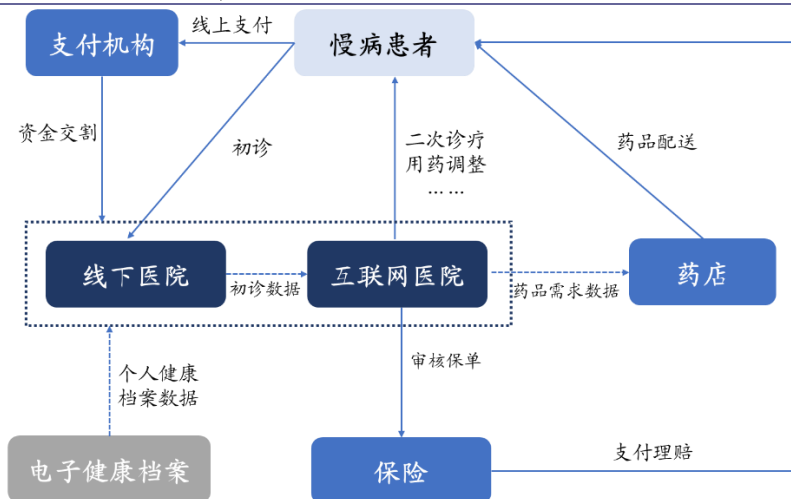 线上支付
支付机构
慢病患者
资金交割
初诊
二次诊疗
用药调整
……
药品配送
线下医院
初诊数据
互联网医院
药品需求数据
药店
个人健康
档案数据
审核保单
电子健康档案
保险
支付理赔